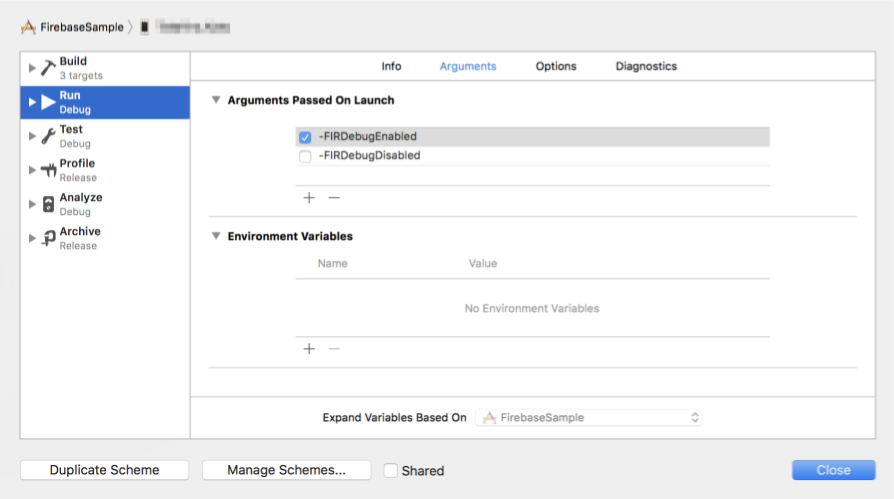 FirebaseSample
Build
3 targets
Run
Debug
Test
Debug
Profile
Release
Analyze
Debug
Archive
Release
Info Arguments Options Diagnostics
Arguments Passed On Launch
-FIRDebugEnabled
-FIRDebugDisabled
Environment Variables
Name Value
No Environment Variables
Expand Variables Based On FirebaseSample
Duplicate Scheme Manage Schemes... Shared Close